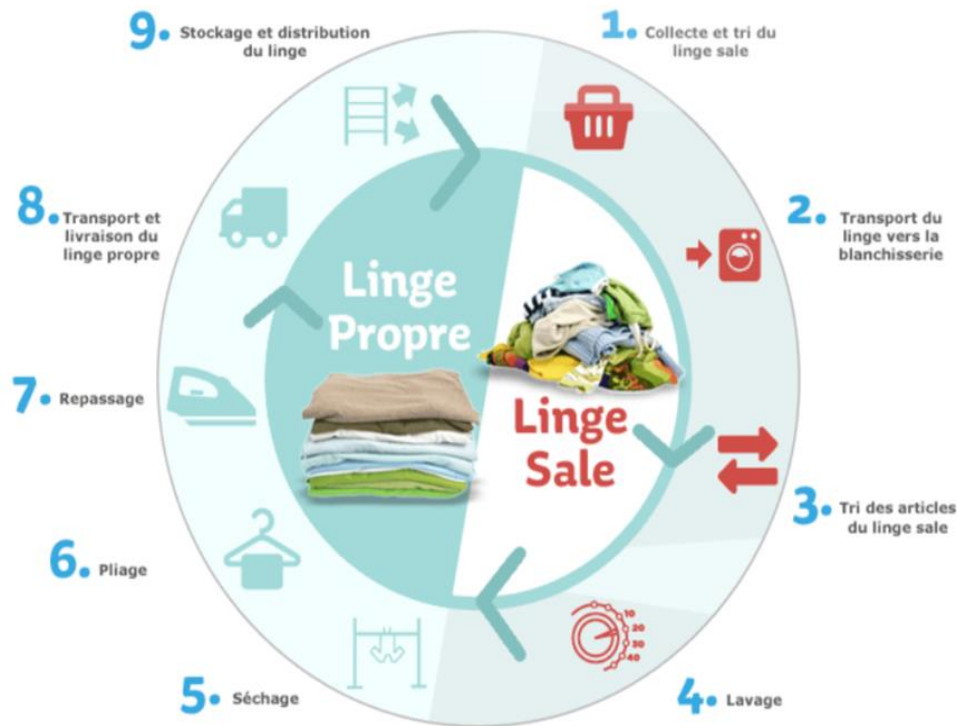 1. Collecte et tri du
linge sale
2. Transport du
linge vers la
blanchisserie
3. Tri des articles
du linge sale
4. Lavage
5. Séchage
6. Pliage
7. Repassage
8. Transport et
livraison du
linge propre
9. Stockage et distribution
du linge
Linge
Propre
Linge
Sale
10
20
30
40